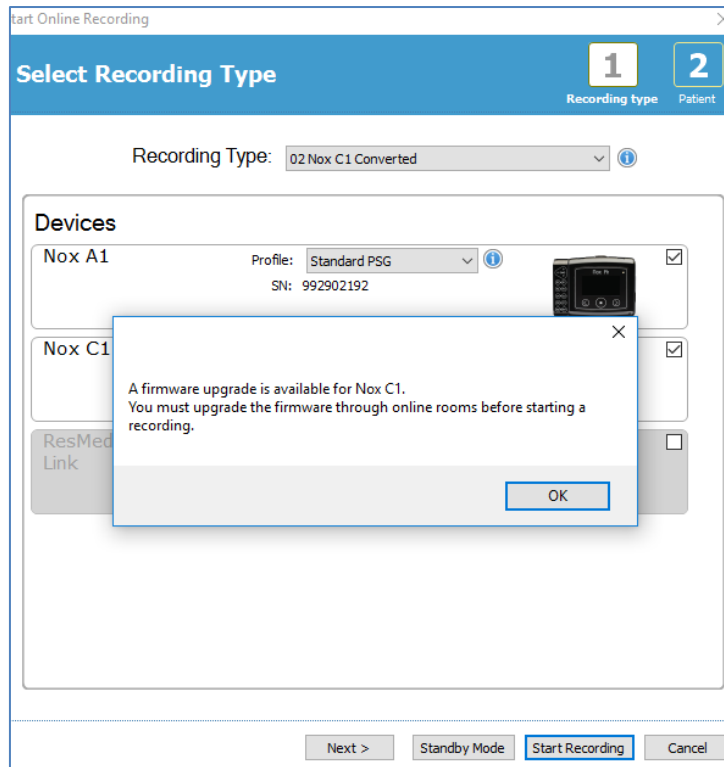 tart Online Recording
Select Recording Type
1
Recording type
2
Patient
Recording Type: 02 Nox C1 Converted
Devices
Nox A1
Profile: Standard PSG
SN: 992902192
Nox C1
A firmware upgrade is available for Nox C1.
You must upgrade the firmware through online rooms before starting a
recording.
OK
ResMed
Link
Next >
Standby Mode
Start Recording
Cancel